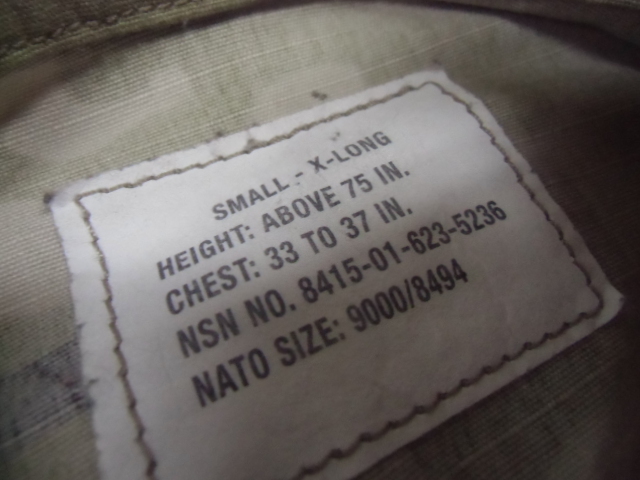 SMALL - X-LONG
HEIGHT: ABOVE 75 IN.
CHEST: 33 TO 37 IN.
NSN NO. 8415-01-623-5236
NATO SIZE: 9000/8494